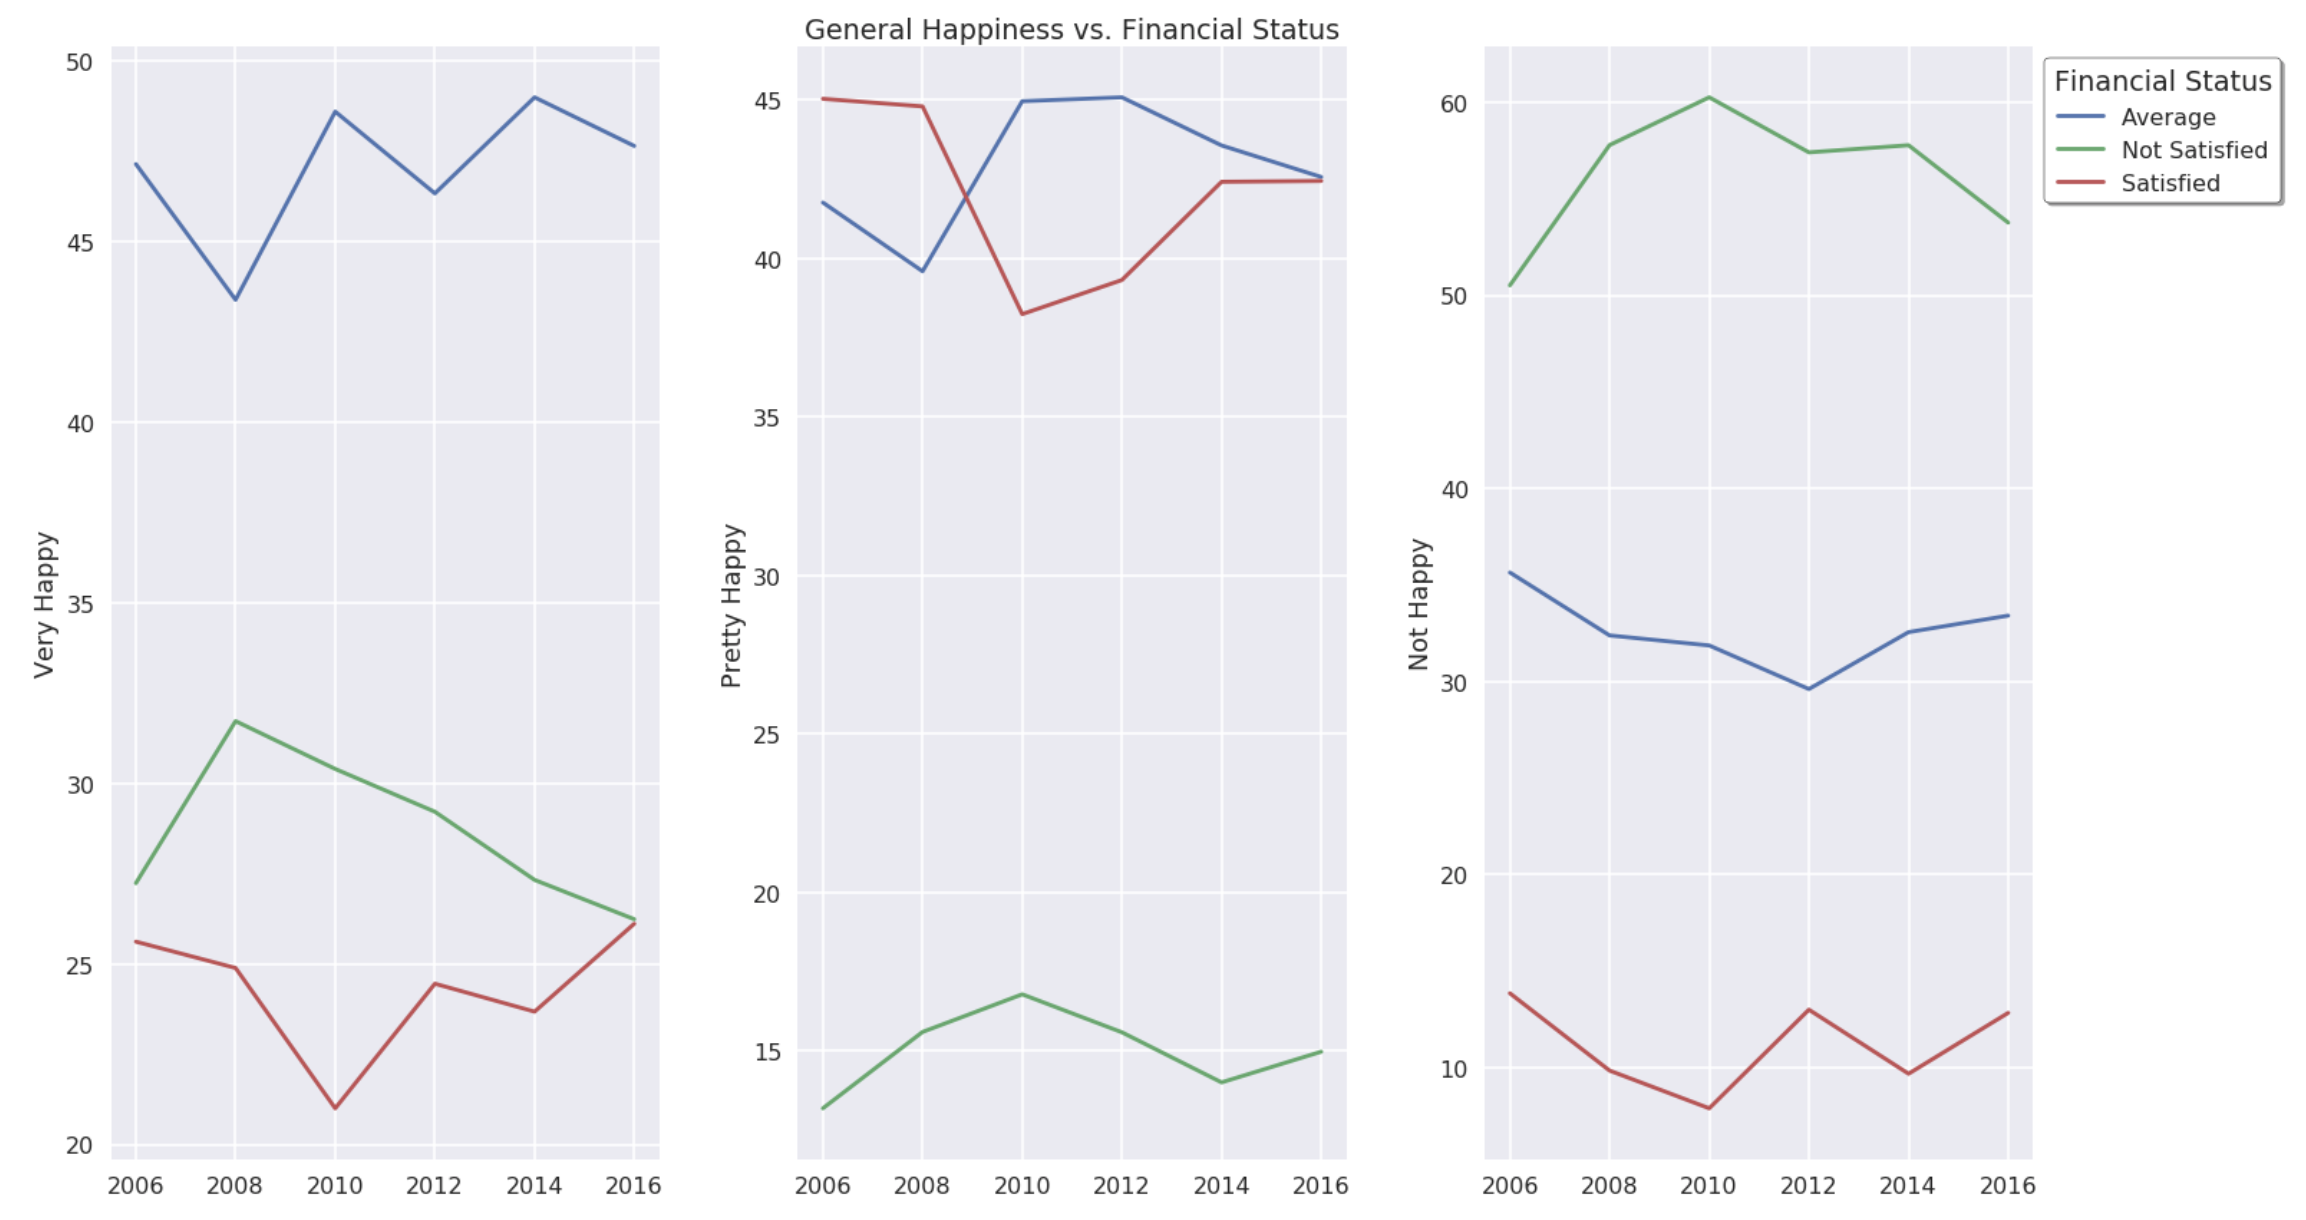 General Happiness vs. Financial Status
Very Happy
50
45
40
35
30
25
20
2006 2008 2010 2012 2014 2016
Pretty Happy
45
40
35
30
25
20
15
2006 2008 2010 2012 2014 2016
Not Happy
60
50
40
30
20
10
2006 2008 2010 2012 2014 2016
Financial Status
Average
Not Satisfied
Satisfied